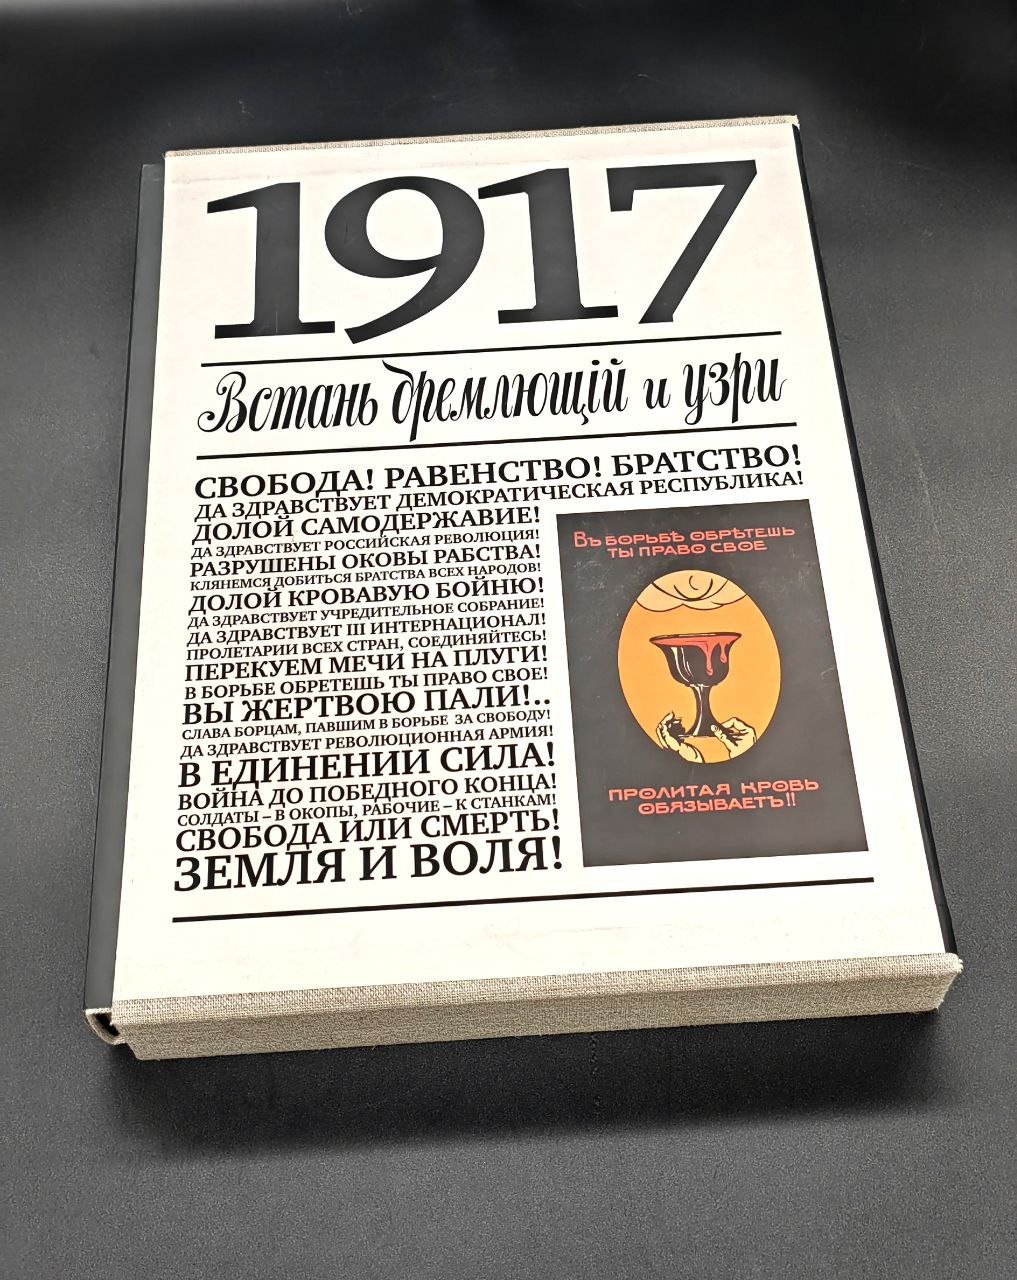 1917
Встань дремлющій и узри
СВОБОДА! РАВЕНСТВО! БРАТСТВО!
ДА ЗДРАВСТВУЕТ ДЕМОКРАТИЧЕСКАЯ РЕСПУБЛИКА!
ДОЛОЙ САМОДЕРЖАВИЕ!
ДА ЗДРАВСТВУЕТ РОССИЙСКАЯ РЕВОЛЮЦИЯ!
РАЗРУШЕНЫ ОКОВЫ РАБСТВА!
КЛЯНЕМСЯ ДОБИТЬСЯ БРАТСТВА ВСЕХ НАРОДОВ!
ДОЛОЙ КРОВАВУЮ БОЙНЮ!
ДА ЗДРАВСТВУЕТ УЧРЕДИТЕЛЬНОЕ СОБРАНИЕ!
ДА ЗДРАВСТВУЕТ III ИНТЕРНАЦИОНАЛ!
ПРОЛЕТАРИИ ВСЕХ СТРАН, СОЕДИНЯЙТЕСЬ!
ПЕРЕКУЕМ МЕЧИ НА ПЛУГИ!
В БОРЬБЕ ОБРЕТЕШЬ ТЫ ПРАВО СВОЕ!
ВЫ ЖЕРТВОЮ ПАЛИ!..
СЛАВА БОРЦАМ, ПАВШИМ В БОРЬБЕ ЗА СВОБОДУ!
ДА ЗДРАВСТВУЕТ РЕВОЛЮЦИОННАЯ АРМИЯ!
В ЕДИНЕНИИ СИЛА!
ВОЙНА ДО ПОБЕДНОГО КОНЦА!
СОЛДАТЫ – В ОКОПЫ, РАБОЧИЕ – К СТАНКАМ!
СВОБОДА ИЛИ СМЕРТЬ!
ЗЕМЛЯ И ВОЛЯ!
Въ борьбѣ обрѣтешь
ты право свое
Пролитая кровь
обязываетъ!!